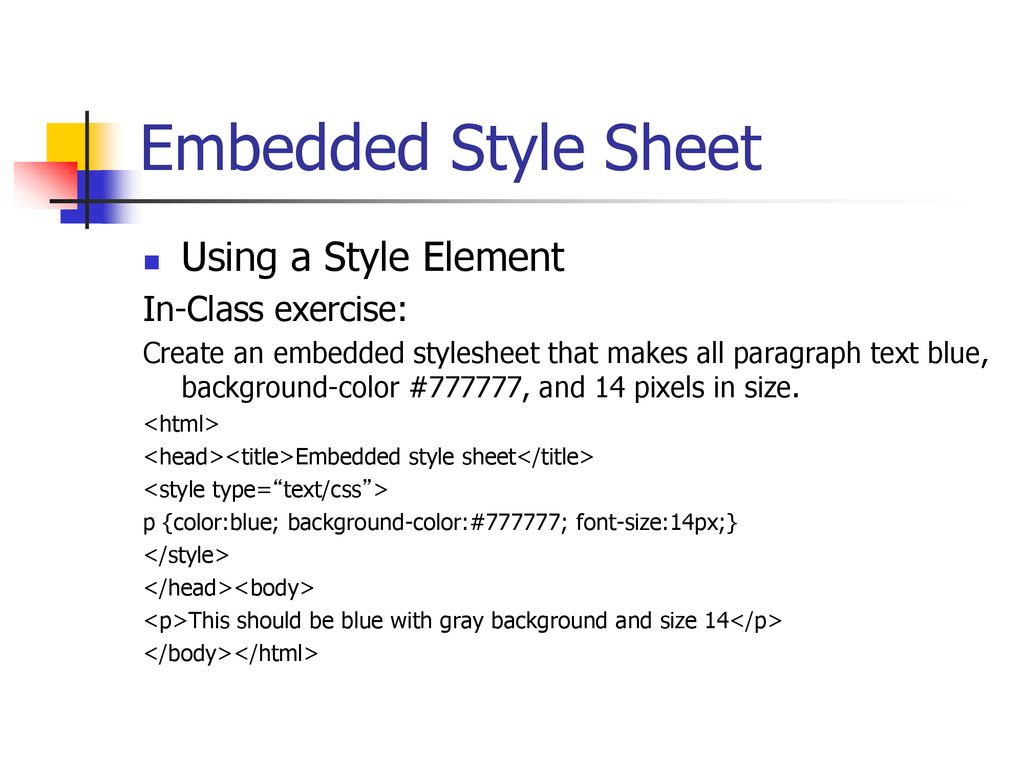 Embedded Style Sheet
Using a Style Element
In-Class exercise:
Create an embedded stylesheet that makes all paragraph text blue,
background-color #777777, and 14 pixels in size.
<html>
<head><title>Embedded style sheet</title>
<style type=“text/css”>
p {color:blue; background-color:#777777; font-size:14px;}
</style>
</head><body>
<p>This should be blue with gray background and size 14</p>
</body></html>